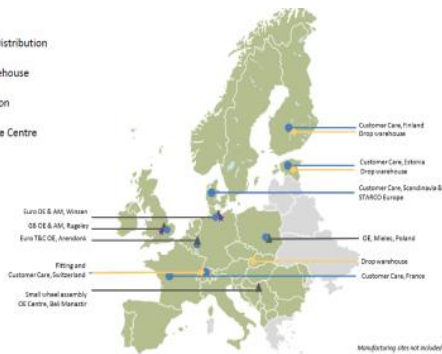 istribution
ehouse
on
e Centre
Customer Care, Finland
Drop warehouse
Customer Care, Estonia
Drop warehouse
Customer Care, Scandinavia &
STARCO Europe
Euro OE & AM, Winsen
GB OE & AM, Rugeley
Euro T&C OE, Arendonk
OE, Mielec, Poland
Fitting and
Customer Care, Switzerland
Drop warehouse
Customer Care, France
Small wheel assembly
OE Centre, Beli Manastir
Manufacturing sites not included